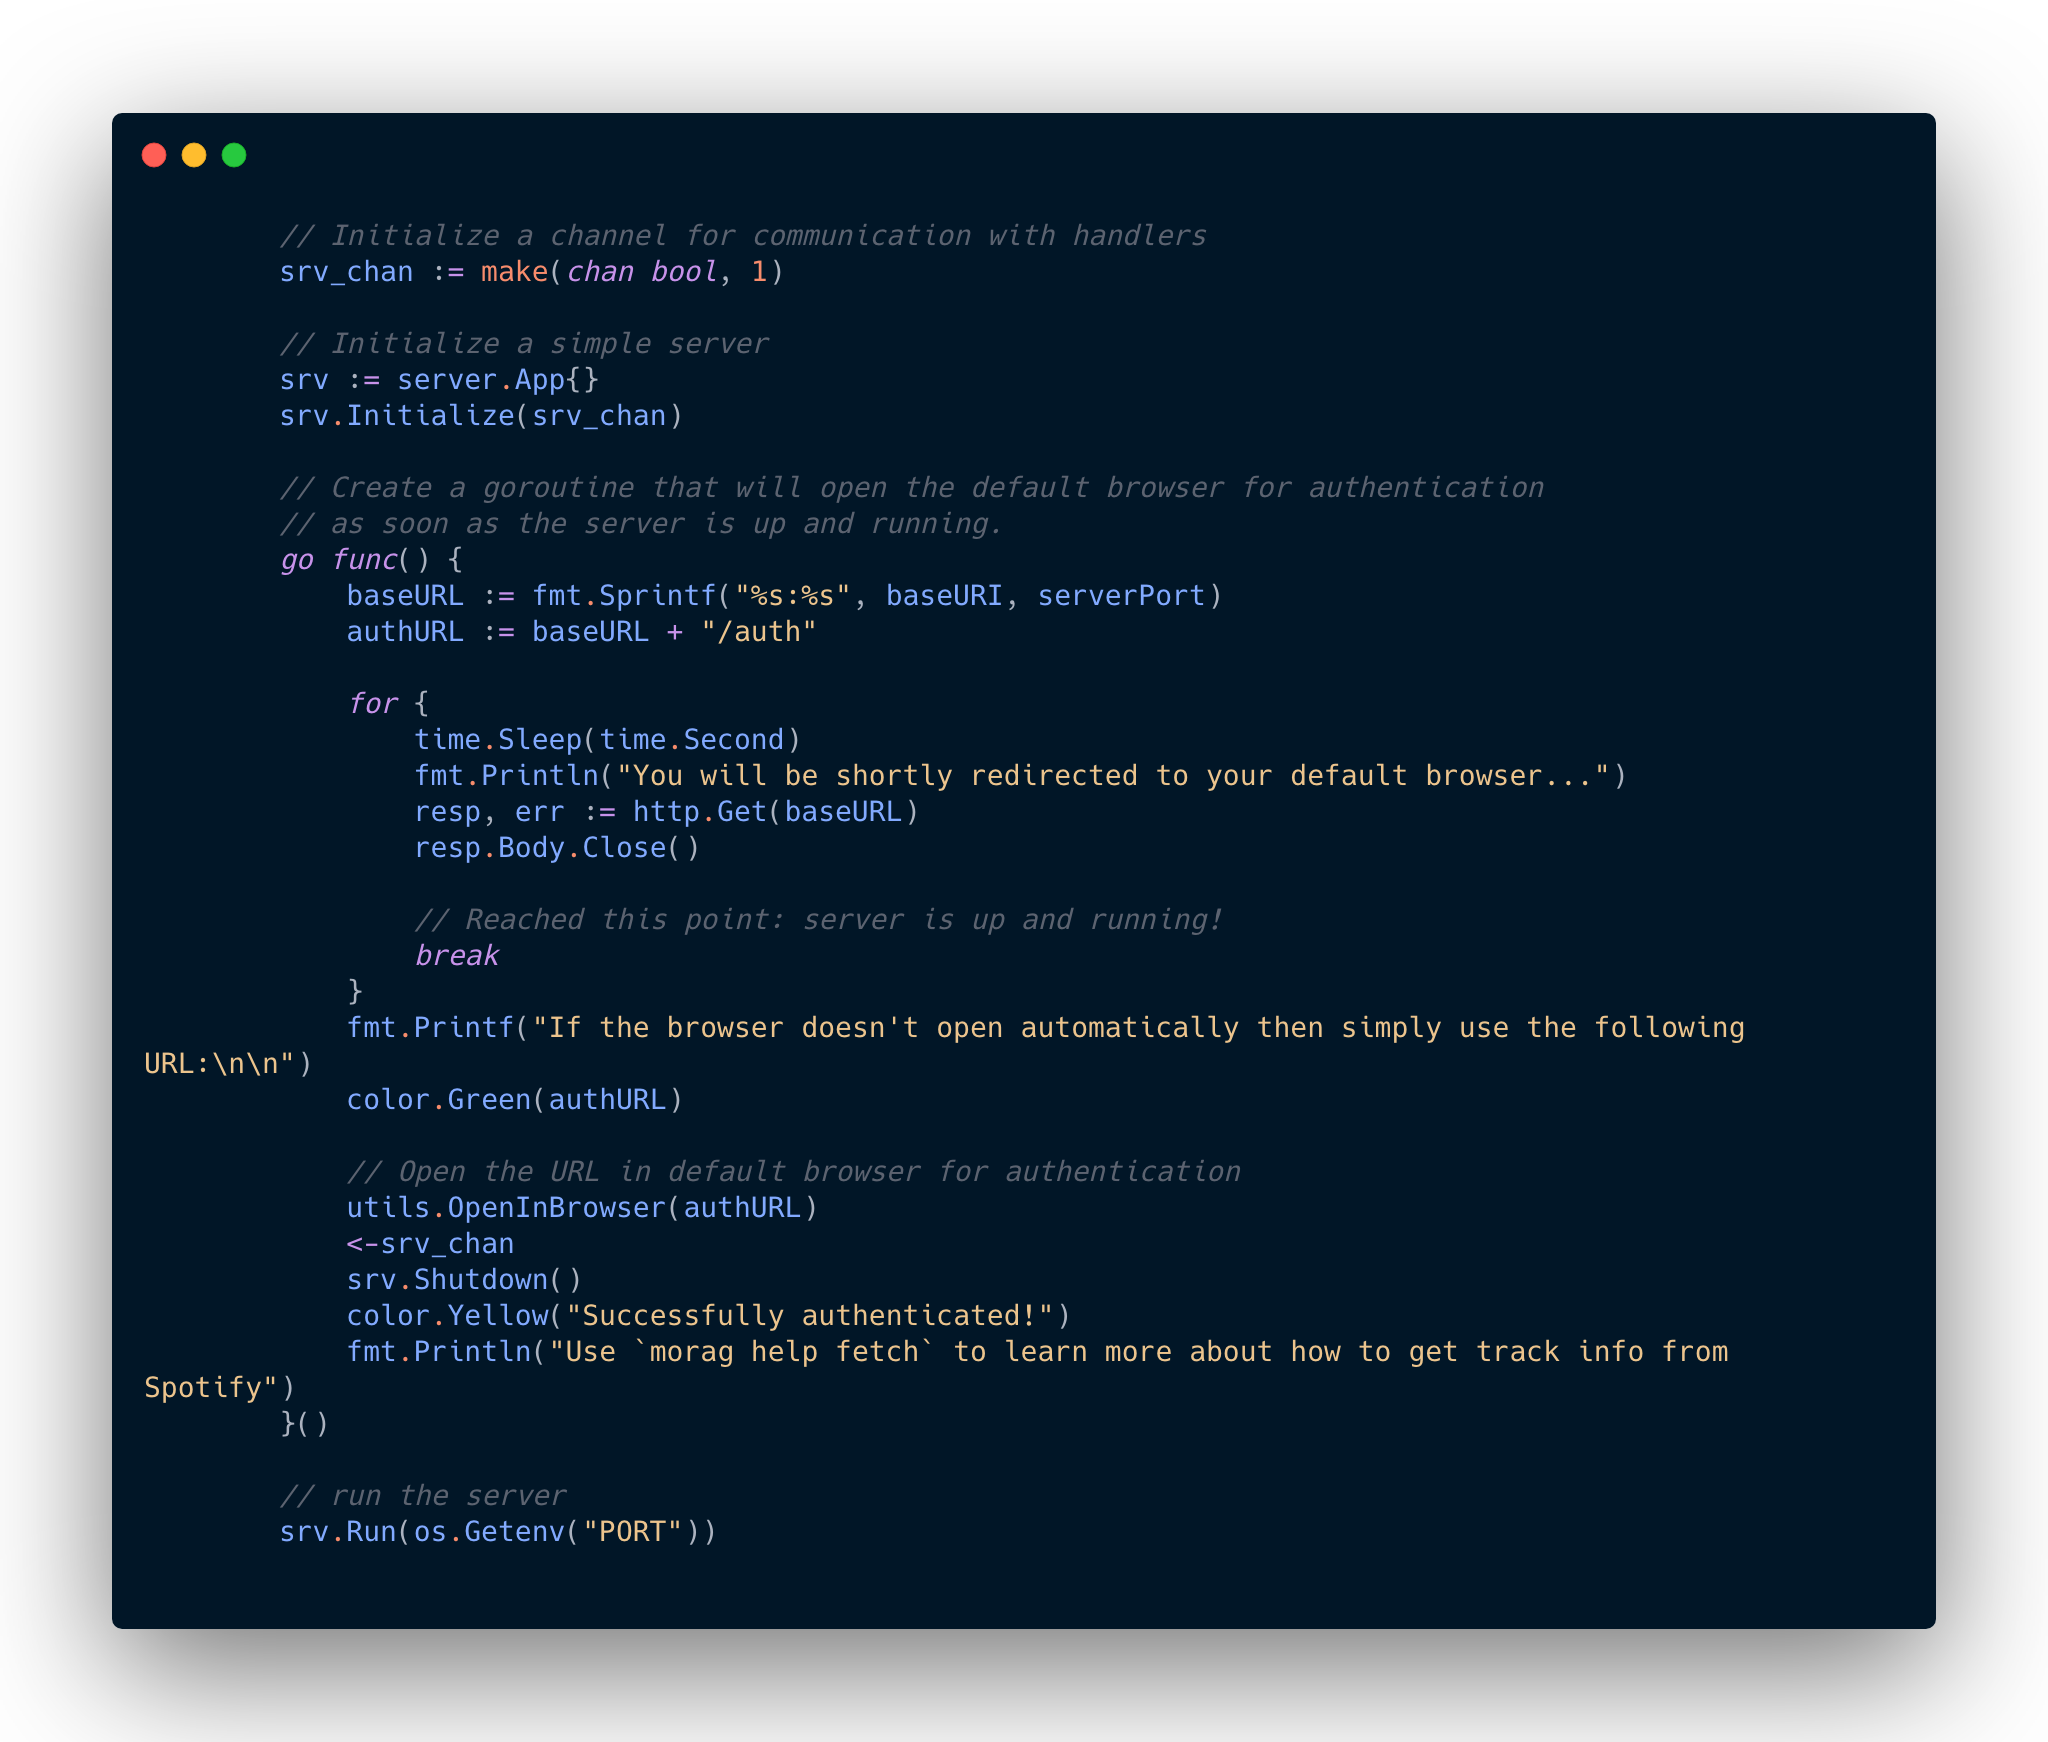 // Initialize a channel for communication with handlers
srv_chan := make(chan bool, 1)
// Initialize a simple server
srv := server.App{}
srv.Initialize(srv_chan)
// Create a goroutine that will open the default browser for authentication
// as soon as the server is up and running.
go func() {
baseURL := fmt.Sprintf("%s:%s", baseURI, serverPort)
authURL := baseURL + "/auth"
for {
time.Sleep(time.Second)
fmt.Println("You will be shortly redirected to your default browser...")
resp, err := http.Get(baseURL)
resp.Body.Close()
// Reached this point: server is up and running!
break
}
fmt.Printf("If the browser doesn't open automatically then simply use the following
URL:\n\n")
color.Green(authURL)
// Open the URL in default browser for authentication
utils.OpenInBrowser(authURL)
<-srv_chan
srv.Shutdown()
color.Yellow("Successfully authenticated!")
fmt.Println("Use `morag help fetch` to learn more about how to get track info from
Spotify")
}()
// run the server
srv.Run(os.Getenv("PORT"))